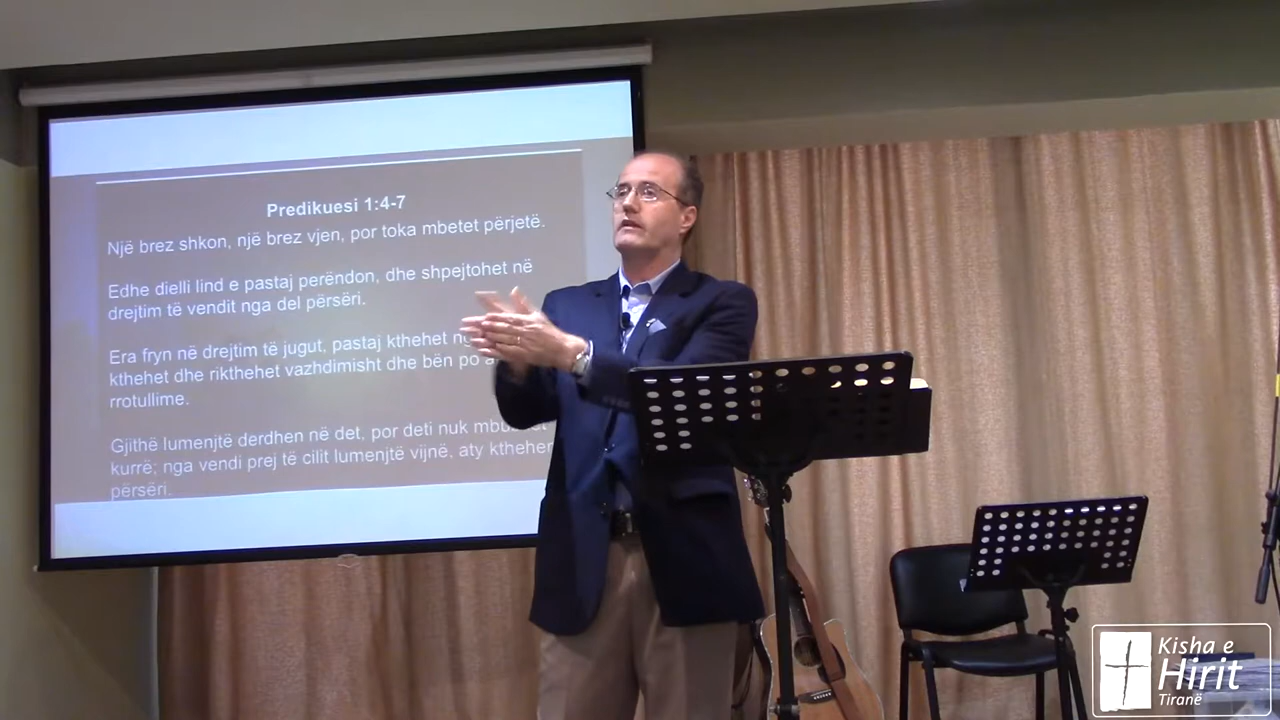 Predikuesi 1:4-7
Një brez shkon, një brez vjen, por toka mbetet përjetë.
Edhe dielli lind e pastaj perëndon, dhe shpejtohet në
drejtim të vendit nga del përsëri.
Era fryn në drejtim të jugut, pastaj kthehet
kthehet dhe rikthehet vazhdimisht dhe bën po
rrotullime.
Gjithë lumenjtë derdhen në det, por deti nuk
kurrë; nga vendi prej të cilit lumenjtë vijnë, aty
përsëri.
Kisha e
Hirit
Tiranë